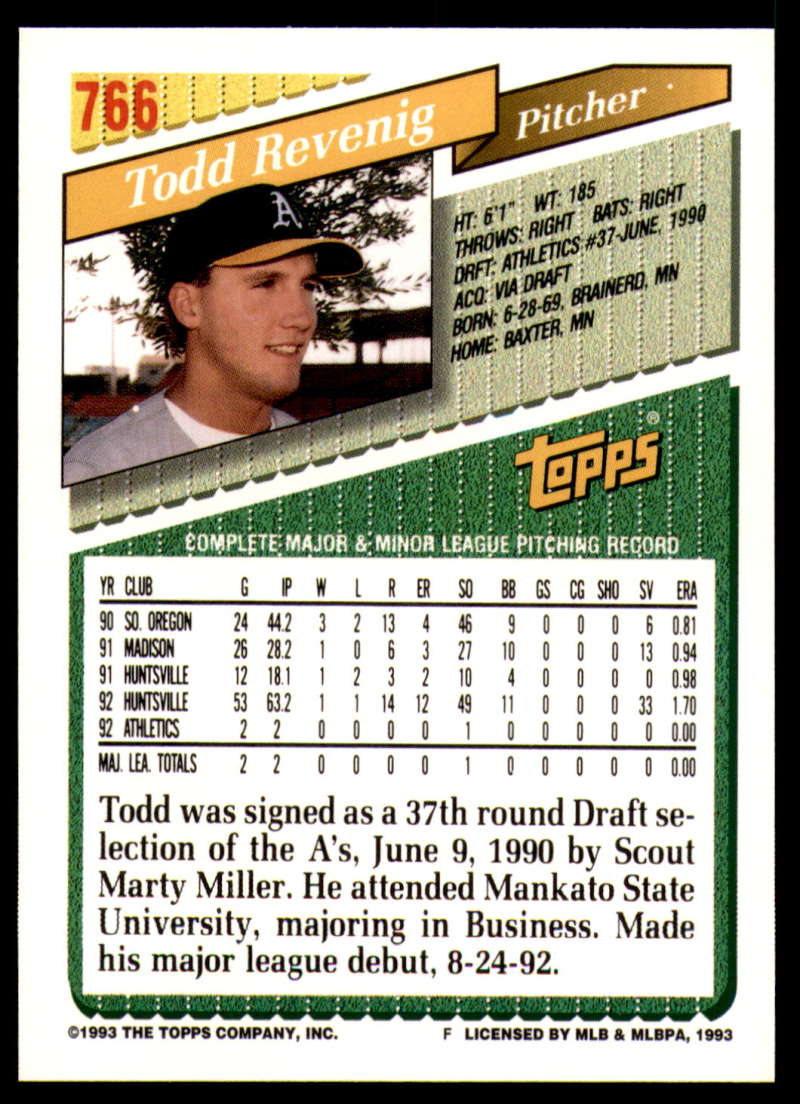 766
Todd Revenig
Pitcher
A
HT: 6'1" WT: 185
THROWS: RIGHT BATS: RIGHT
DRFT: ATHLETICS #37-JUNE, 1990
ACQ: VIA DRAFT
BORN: 6-28-69, BRAINERD, MN
HOME: BAXTER, MN
topps®
COMPLETE MAJOR & MINOR LEAGUE PITCHING RECORD
YR CLUB G IP W L R ER SO BB GS CG SHO SV ERA
90 SO. OREGON 24 44.2 3 2 13 4 46 9 0 0 0 6 0.81
91 MADISON 26 28.2 1 0 6 3 27 10 0 0 0 13 0.94
91 HUNTSVILLE 12 18.1 1 2 3 2 10 4 0 0 0 0 0.98
92 HUNTSVILLE 53 63.2 1 1 14 12 49 11 0 0 0 33 1.70
92 ATHLETICS 2 2 0 0 0 0 1 0 0 0 0 0 0.00
MAJ. LEA. TOTALS 2 2 0 0 0 0 1 0 0 0 0 0 0.00
Todd was signed as a 37th round Draft se-
lection of the A's, June 9, 1990 by Scout
Marty Miller. He attended Mankato State
University, majoring in Business. Made
his major league debut, 8-24-92.
©1993 THE TOPPS COMPANY, INC. F LICENSED BY MLB & MLBPA, 1993